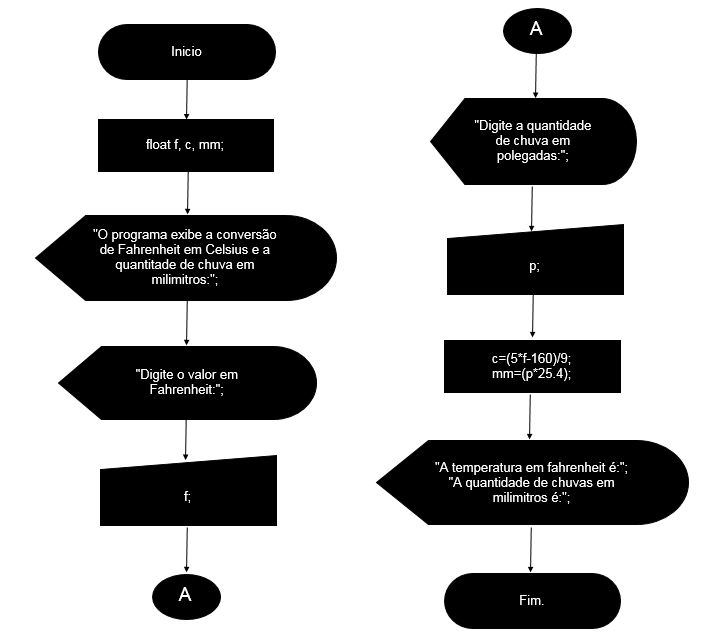 Inicio
float f, c, mm;
"O programa exibe a conversão
de Fahrenheit em Celsius e a
quantitade de chuva em
milimitros:";
"Digite o valor em
Fahrenheit:";
f;
A
A
"Digite a quantidade
de chuva em
polegadas:";
p;
c=(5*f-160)/9;
mm=(p*25.4);
"A temperatura em fahrenheit é:";
"A quantidade de chuvas em
milimitros é:";
Fim.